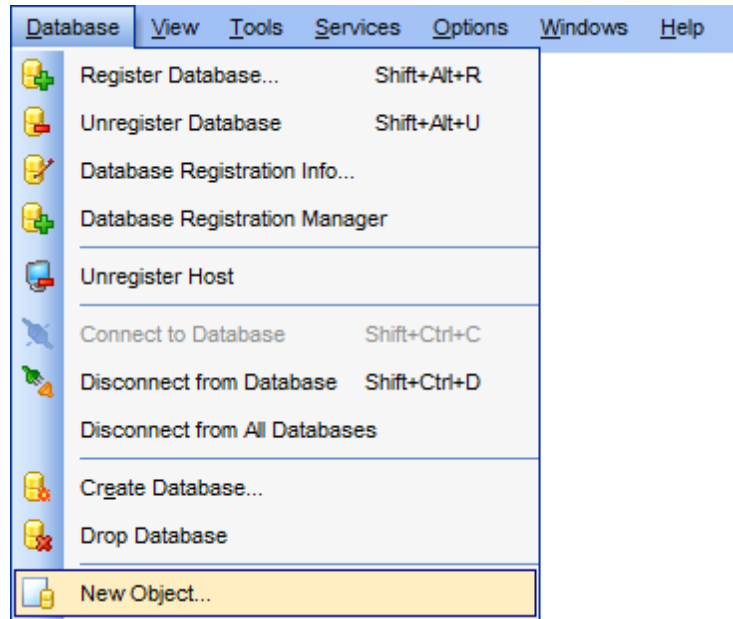 Database View Tools Services Options Windows Help
Register Database... Shift+Alt+R
Unregister Database Shift+Alt+U
Database Registration Info...
Database Registration Manager
Unregister Host
Connect to Database Shift+Ctrl+C
Disconnect from Database Shift+Ctrl+D
Disconnect from All Databases
Create Database...
Drop Database
New Object...